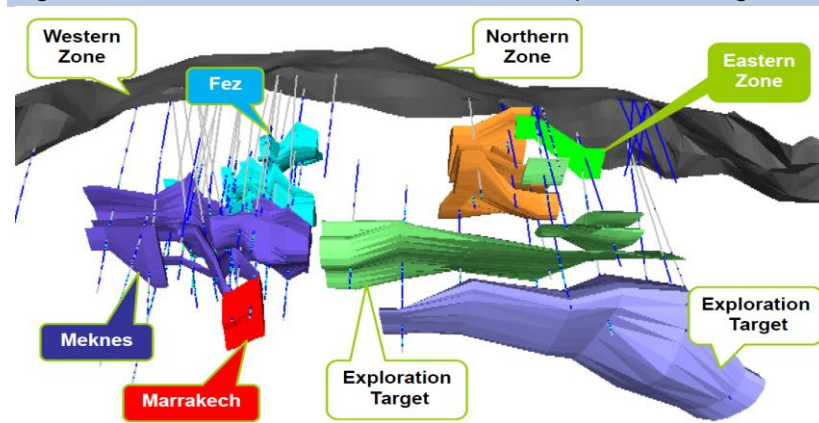 Western
Zone
Northern
Zone
Eastern
Zone
Fez
Meknes
Marrakech
Exploration
Target
Exploration
Target